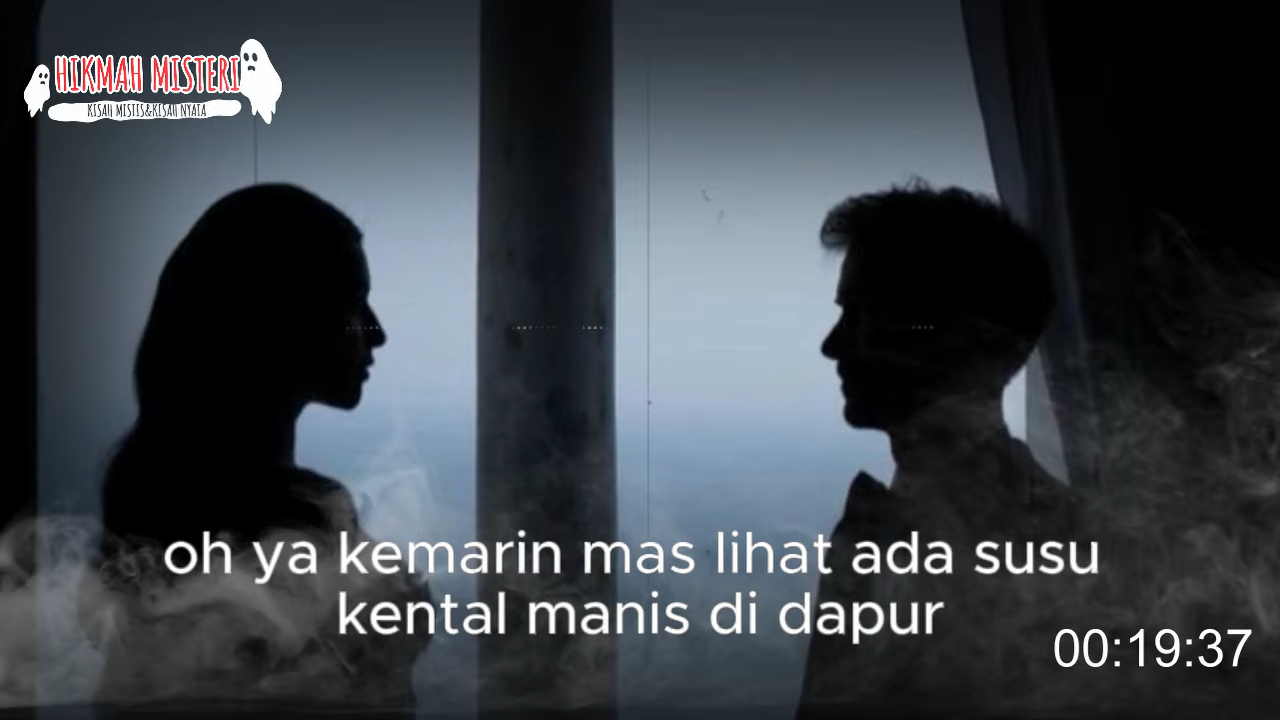 HIKMAH MISTERI
KISAH MISTIS&KISAH NYATA
oh ya kemarin mas lihat ada susu
kental manis di dapur
00:19:37